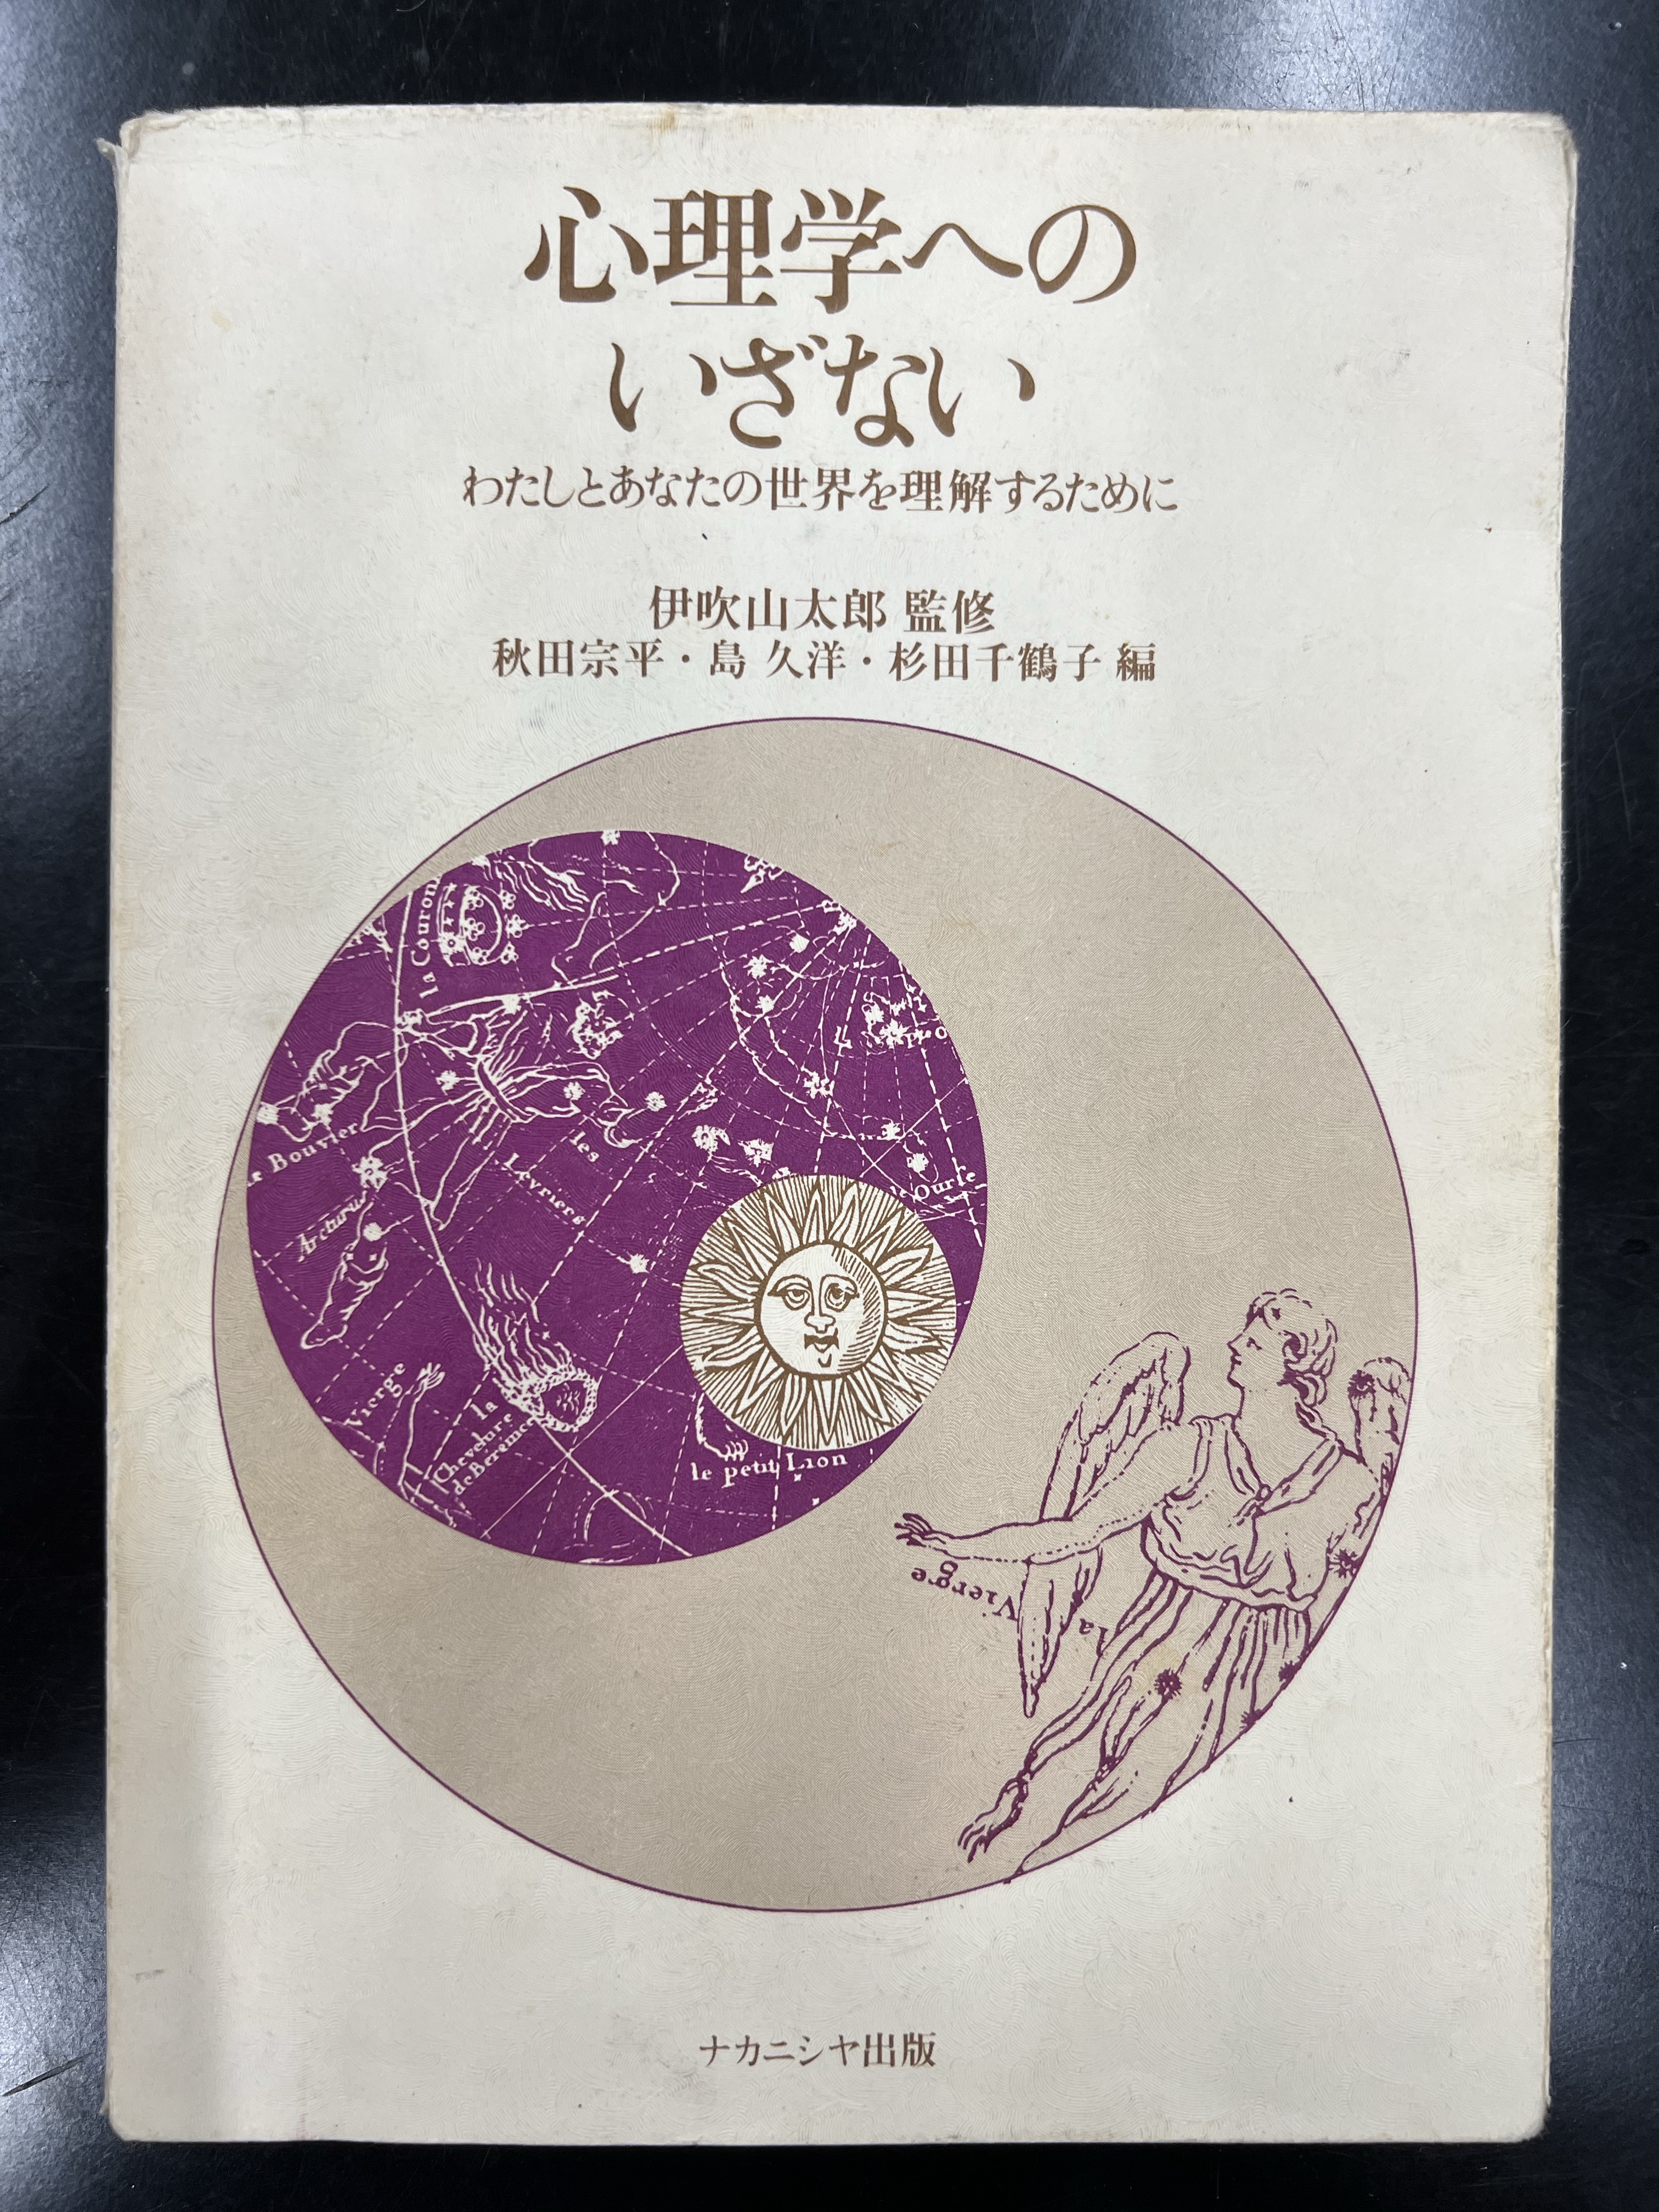 心理学への
いざない
わたしとあなたの世界を理解するために
伊吹山太郎 監修
秋田宗平・島 久洋・杉田千鶴子 編
la Couron
Bouvier
Arcturus
les
Levriers
Vierge
la
Chevelure
de Berenice
le petit Lion
la
Vierge
ナカニシヤ出版